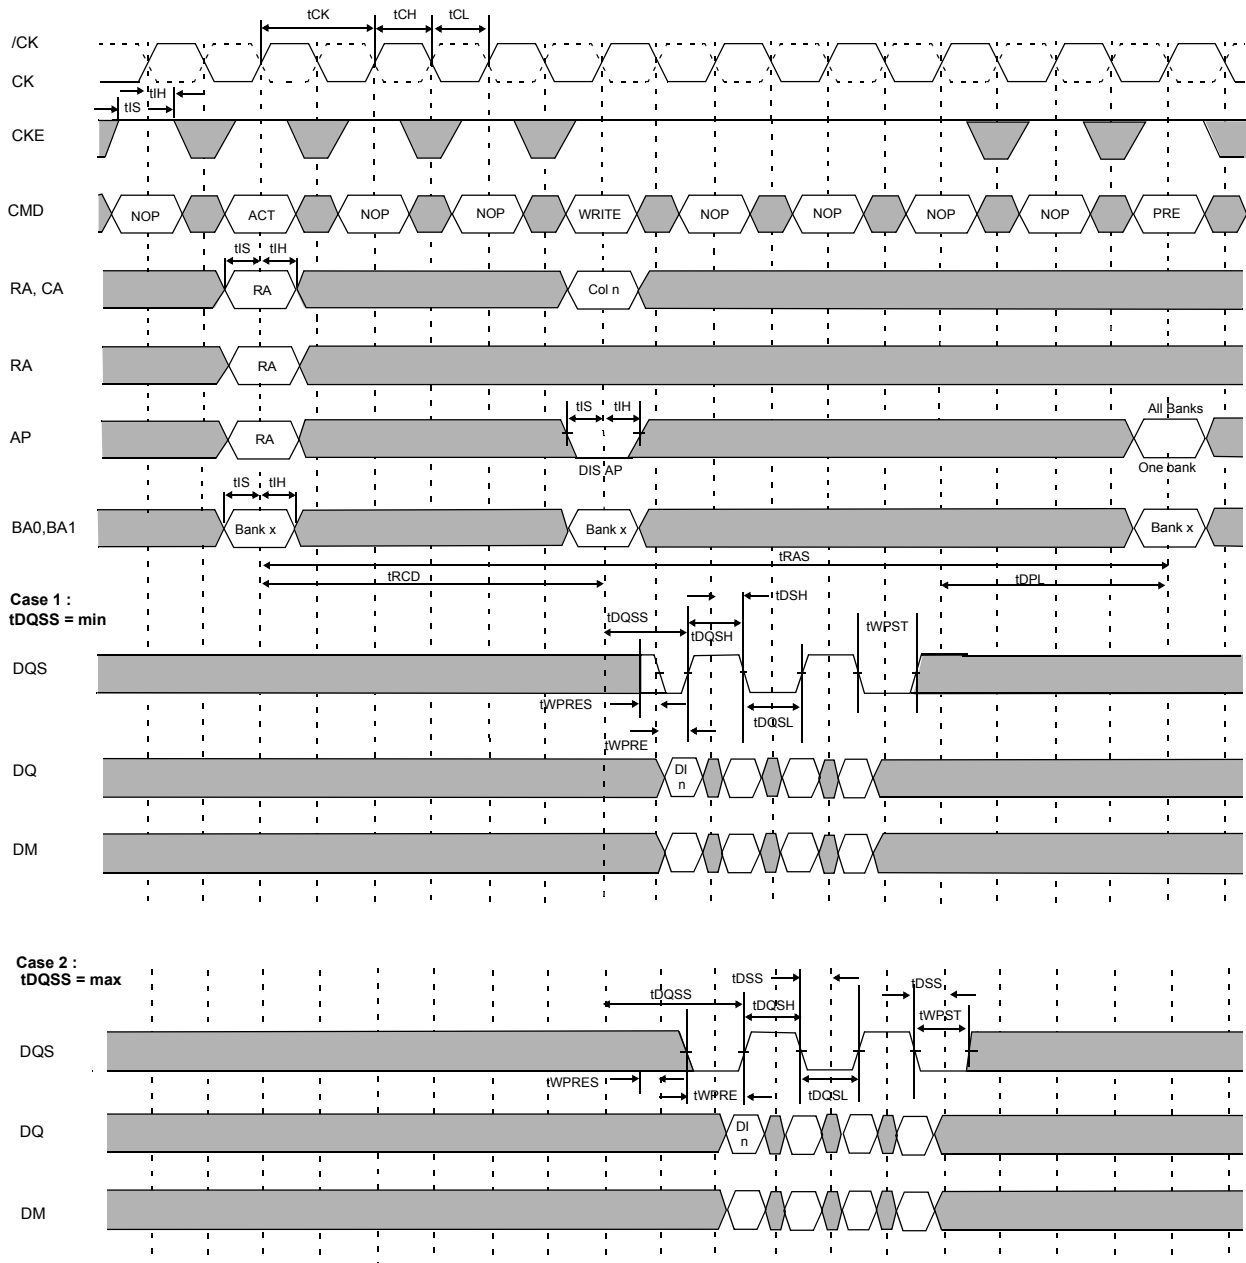 tCK tCH tCL
/CK
CK
tIH
tIS
CKE
CMD NOP ACT NOP NOP WRITE NOP NOP NOP NOP PRE
tIS tIH
RA, CA RA Col n
RA RA
tIS tIH All Banks
AP RA
DIS AP One bank
tIS tIH
BA0,BA1 Bank x Bank x Bank x
tRAS
tRCD tDPL
Case 1 :
tDQSS = min
tDSH
tDQSS tDQSH tWPST
DQS
tWPRES tDQSL
tWPRE
DQ DI
n
DM
Case 2 :
tDQSS = max
tDSS tDSS
tDQSS tDQSH tWPST
DQS
tWPRES tWPRE tDQSL
DQ DI
n
DM